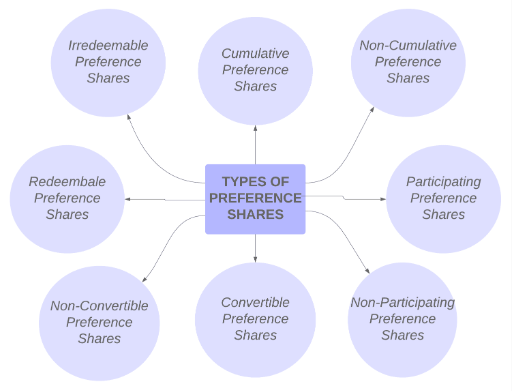 Irredeemable
Preference
Shares
Cumulative
Preference
Shares
Non-Cumulative
Preference
Shares
Redeembale
Preference
Shares
TYPES OF
PREFERENCE
SHARES
Participating
Preference
Shares
Non-Convertible
Preference
Shares
Convertible
Preference
Shares
Non-Participating
Preference
Shares